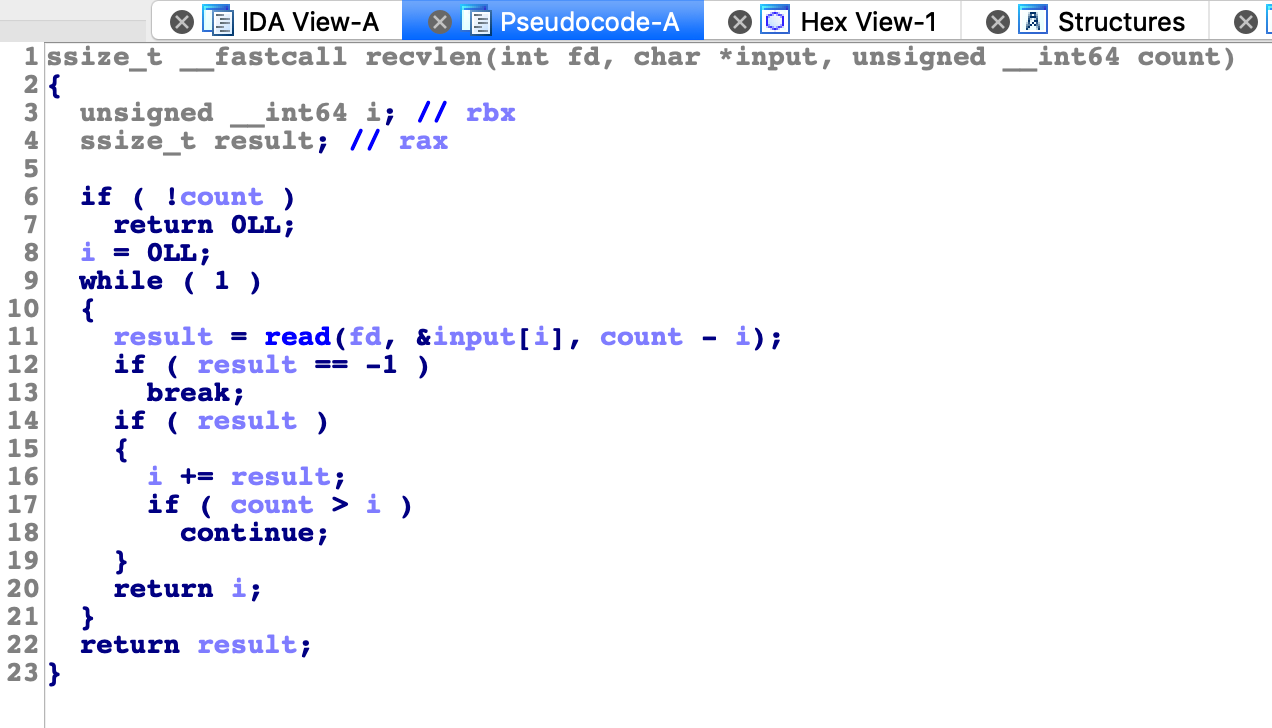 IDA View-A Pseudocode-A Hex View-1 Structures
1 ssize_t __fastcall recvlen(int fd, char *input, unsigned __int64 count)
2 {
3   unsigned __int64 i; // rbx
4   ssize_t result; // rax
5
6   if ( !count )
7     return 0LL;
8   i = 0LL;
9   while ( 1 )
10   {
11     result = read(fd, &input[i], count - i);
12     if ( result == -1 )
13       break;
14     if ( result )
15     {
16       i += result;
17       if ( count > i )
18         continue;
19     }
20     return i;
21   }
22   return result;
23 }